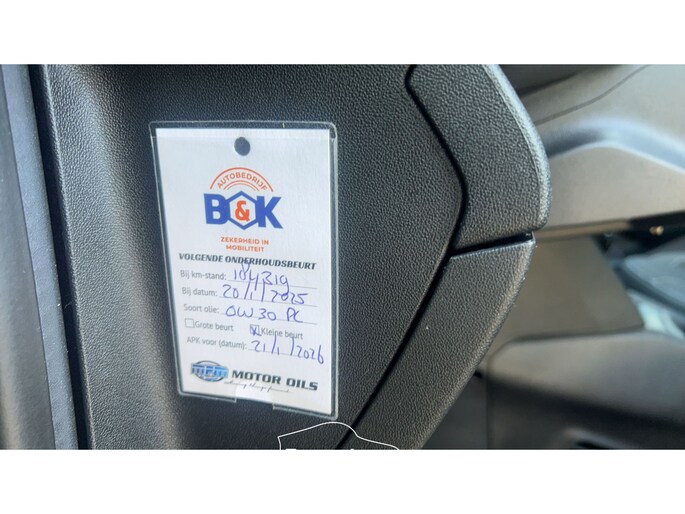 AUTOBEDRIJF
B&K
ZEKERHEID IN
MOBILITEIT
VOLGENDE ONDERHOUDSBEURT
Bij km-stand: 184319
Bij datum: 20/1/2025
Soort olie: 0W30 PC
Grote beurt Kleine beurt
APK voor (datum): 21/1/2026
MPM MOTOR OILS